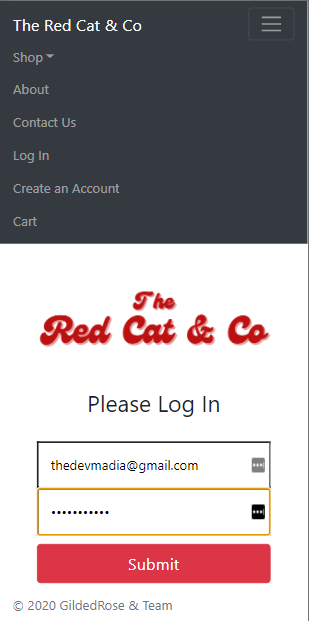 The Red Cat & Co
Shop
About
Contact Us
Log In
Create an Account
Cart
The
Red Cat & Co
Please Log In
thedevmadia@gmail.com
•••••••••••
Submit
© 2020 GildedRose & Team